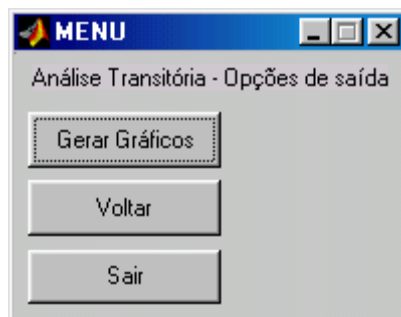 MENU
Análise Transitória - Opções de saída
Gerar Gráficos
Voltar
Sair